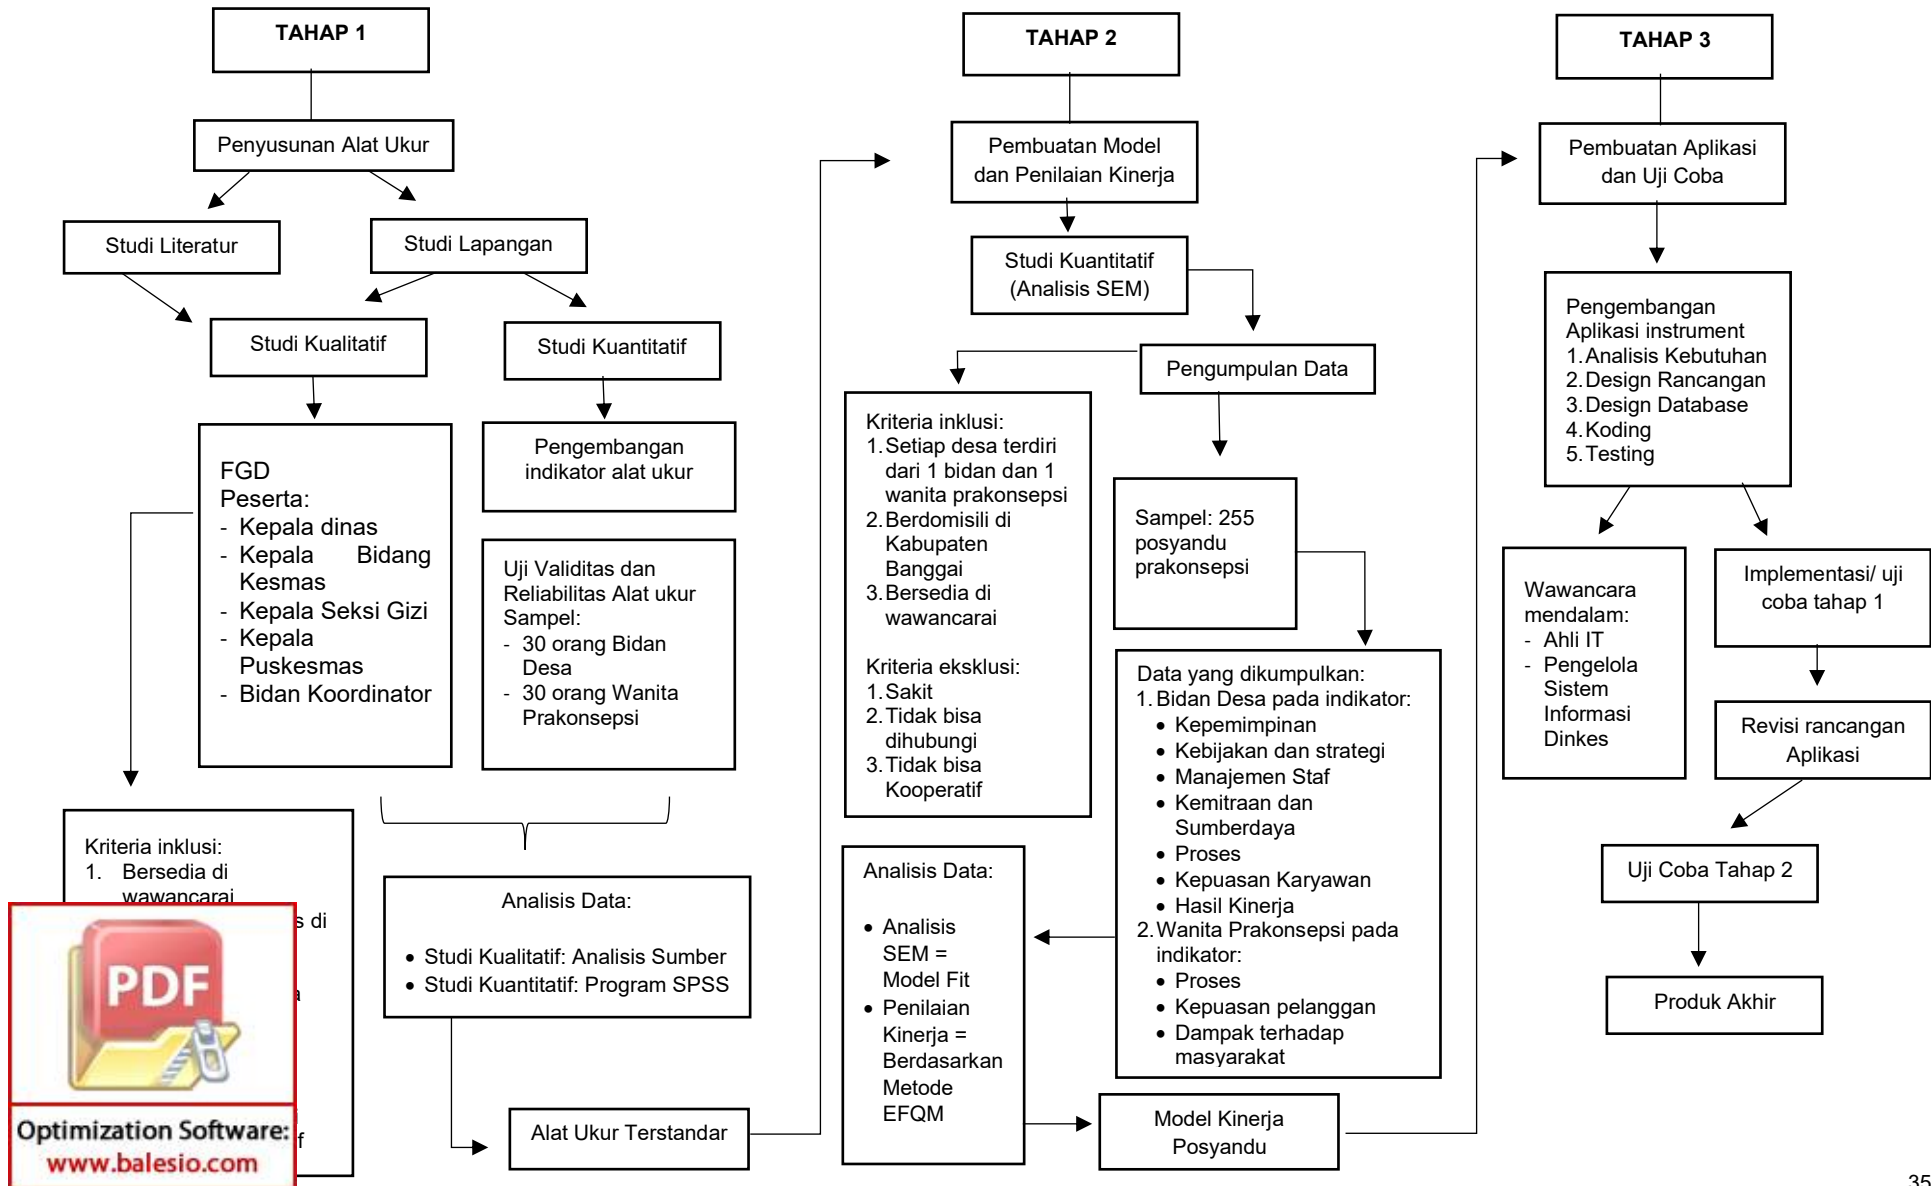 TAHAP 1
Penyusunan Alat Ukur
Studi Literatur
Studi Lapangan
Studi Kualitatif
Studi Kuantitatif
FGD
Peserta:
- Kepala dinas
- Kepala Bidang
Kesmas
- Kepala Seksi Gizi
- Kepala
Puskesmas
- Bidan Koordinator
Pengembangan
indikator alat ukur
Uji Validitas dan
Reliabilitas Alat ukur
Sampel:
- 30 orang Bidan
Desa
- 30 orang Wanita
Prakonsepsi
Kriteria inklusi:
1. Bersedia di
wawancarai
di
Analisis Data:
• Studi Kualitatif: Analisis Sumber
• Studi Kuantitatif: Program SPSS
Alat Ukur Terstandar
TAHAP 2
Pembuatan Model
dan Penilaian Kinerja
Studi Kuantitatif
(Analisis SEM)
Pengumpulan Data
Kriteria inklusi:
1. Setiap desa terdiri
dari 1 bidan dan 1
wanita prakonsepsi
2. Berdomisili di
Kabupaten
Banggai
3. Bersedia di
wawancarai
Kriteria eksklusi:
1. Sakit
2. Tidak bisa
dihubungi
3. Tidak bisa
Kooperatif
Sampel: 255
posyandu
prakonsepsi
Data yang dikumpulkan:
1. Bidan Desa pada indikator:
• Kepemimpinan
• Kebijakan dan strategi
• Manajemen Staf
• Kemitraan dan
Sumberdaya
• Proses
• Kepuasan Karyawan
• Hasil Kinerja
2. Wanita Prakonsepsi pada
indikator:
• Proses
• Kepuasan pelanggan
• Dampak terhadap
masyarakat
Analisis Data:
• Analisis
SEM =
Model Fit
• Penilaian
Kinerja =
Berdasarkan
Metode
EFQM
Model Kinerja
Posyandu
TAHAP 3
Pembuatan Aplikasi
dan Uji Coba
Pengembangan
Aplikasi instrument
1. Analisis Kebutuhan
2. Design Rancangan
3. Design Database
4. Koding
5. Testing
Wawancara
mendalam:
- Ahli IT
- Pengelola
Sistem
Informasi
Dinkes
Implementasi/ uji
coba tahap 1
Revisi rancangan
Aplikasi
Uji Coba Tahap 2
Produk Akhir
PDF
Optimization Software:
www.balesio.com
35